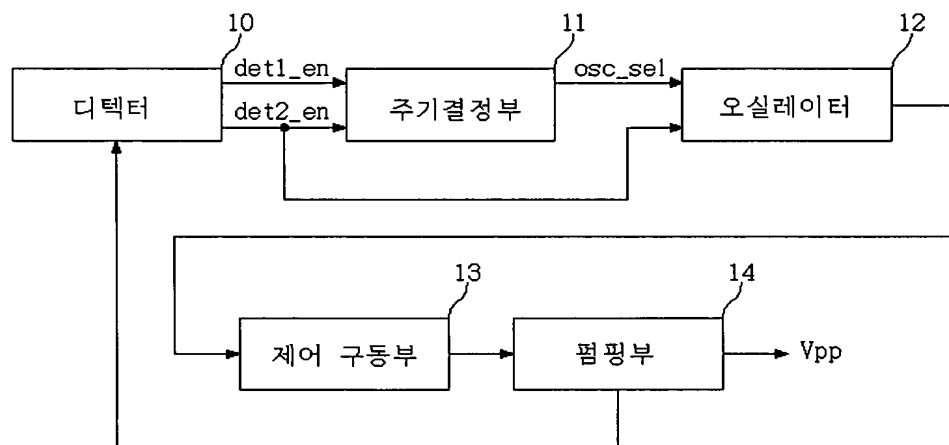 10
11
12
디텍터
det1_en
det2_en
주기결정부
osc_sel
오실레이터
13
14
제어 구동부
펌핑부
Vpp